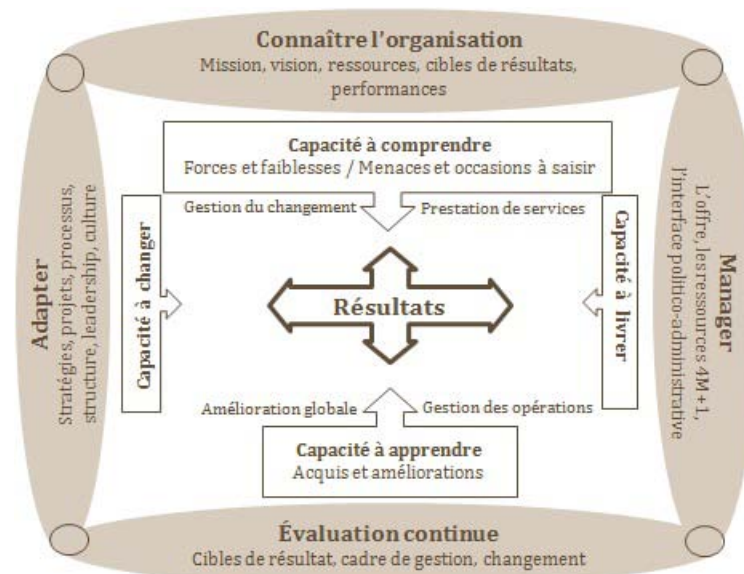 Connaître l'organisation
Mission, vision, ressources, cibles de résultats,
performances
Capacité à comprendre
Forces et faiblesses / Menaces et occasions à saisir
Gestion du changement
Prestation de services
Adapter
Stratégies, projets, processus,
structure, leadership, culture
Capacité à changer
Résultats
Capacité à livrer
Manager
L'offre, les ressources 4M+1,
l'interface politico-administrative
Amélioration globale
Gestion des opérations
Capacité à apprendre
Acquis et améliorations
Évaluation continue
Cibles de résultat, cadre de gestion, changement